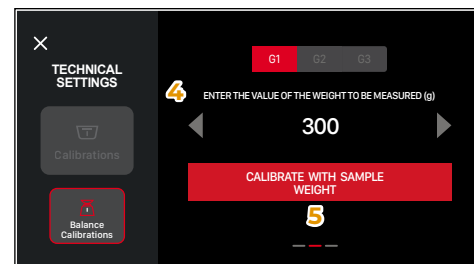 TECHNICAL
SETTINGS
Calibrations
Balance
Calibrations
G1 G2 G3
4
ENTER THE VALUE OF THE WEIGHT TO BE MEASURED (g)
300
CALIBRATE WITH SAMPLE
WEIGHT
5